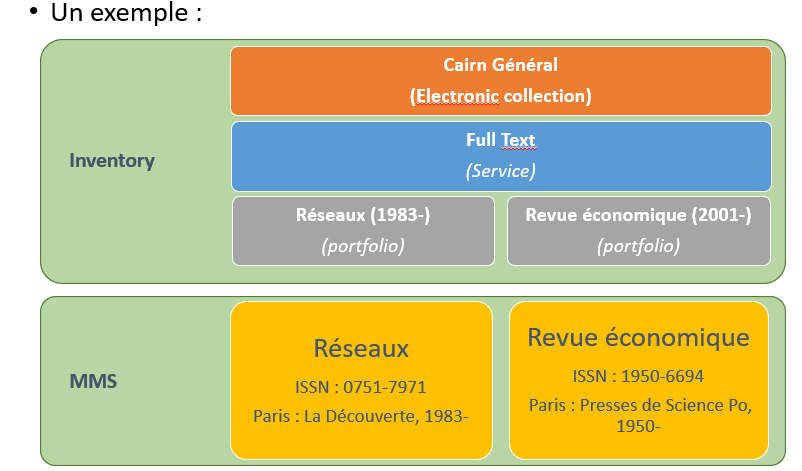 • Un exemple :
Inventory
Cairn Général
(Electronic collection)
Full Text
(Service)
Réseaux (1983-)
(portfolio)
Revue économique (2001-)
(portfolio)
MMS
Réseaux
ISSN : 0751-7971
Paris : La Découverte, 1983-
Revue économique
ISSN : 1950-6694
Paris : Presses de Science Po,
1950-